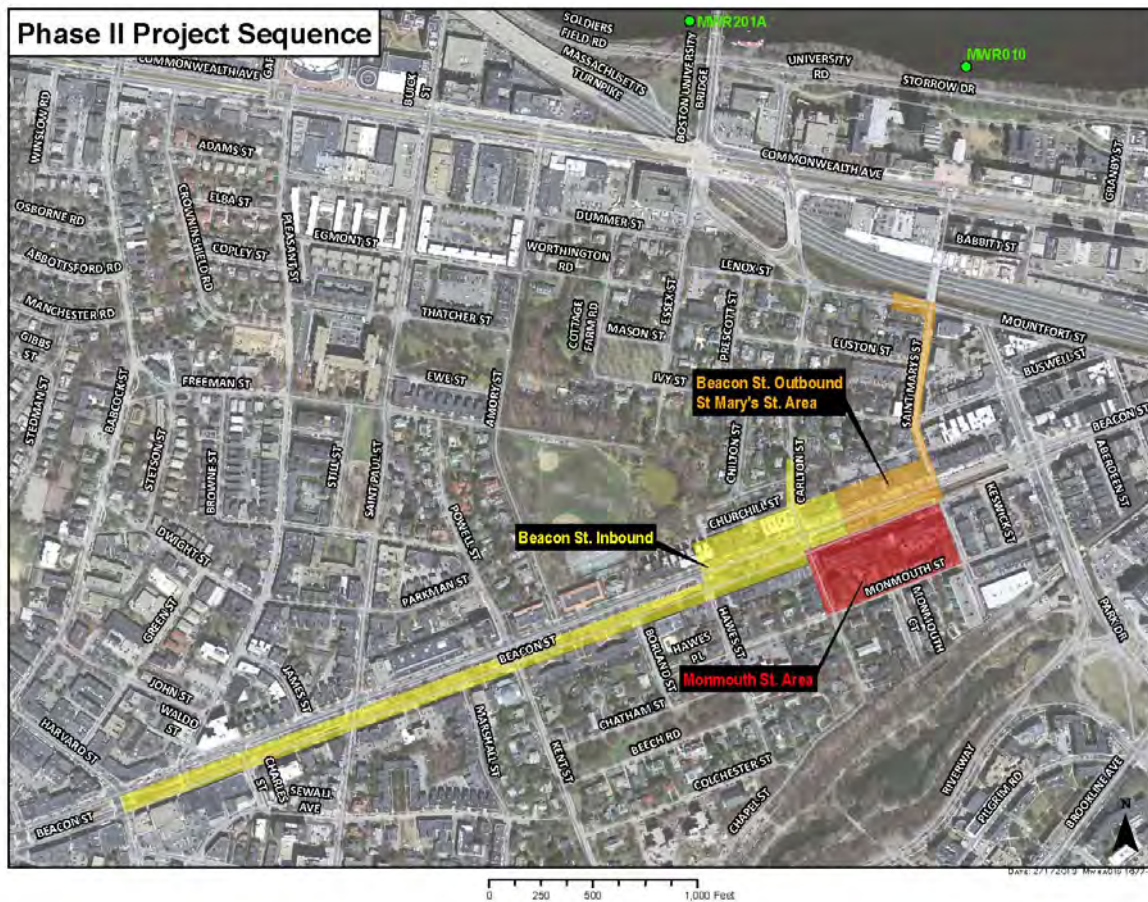 Phase II Project Sequence
SOLDIERS
FIELD RD
MWR201A
MASSACHUSETTS
TURNPIKE
UNIVERSITY
RD
MWR010
STORROW DR
COMMONWEALTH AVE
BUICK
ST
BOSTON UNIVERSITY
BRIDGE
WINSLOW RD
ADAMS ST
COMMONWEALTH AVE
GRANBY ST
ELBA ST
CROWNINSHIELD RD
PLEASANT ST
OSBORNE RD
DUMMER ST
EGMONT ST
BABBITT ST
COPLEY ST
WORTHINGTON
RD
ABBOTTSFORD RD
LENOX ST
ESSEX ST
PRESCOTT ST
MANCHESTER RD
THATCHER ST
COTTAGE
FARM RD
MASON ST
MOUNTFORT ST
EUSTON ST
SAINT MARYS ST
GIBBS
ST
BUSWELL ST
STEDMAN ST
BABCOCK ST
FREEMAN ST
EWE ST
AMORY ST
IVY ST
Beacon St. Outbound
St Mary's St. Area
BEACON ST
STETSON ST
BROWNE ST
STILL ST
SAINT PAUL ST
CHILTON ST
CARLTON ST
ABERDEEN ST
POWELL ST
CHURCHILL ST
KESWICK ST
DWIGHT ST
Beacon St. Inbound
PARKMAN ST
MONMOUTH ST
GREEN ST
MONMOUTH
CT
PARK DR
BEACON ST
HAWES ST
BORLAND ST
HAWES
PL
JAMES ST
Monmouth St. Area
JOHN ST
WALDO
ST
CHATHAM ST
HARVARD ST
MARSHALL ST
BEECH RD
KENT ST
COLCHESTER ST
CHARLES
ST
SEWALL
AVE
CHAPEL ST
RIVERWAY
PILGRIM RD
BROOKLINE AVE
BEACON ST
N
0 250 500 1,000 Feet